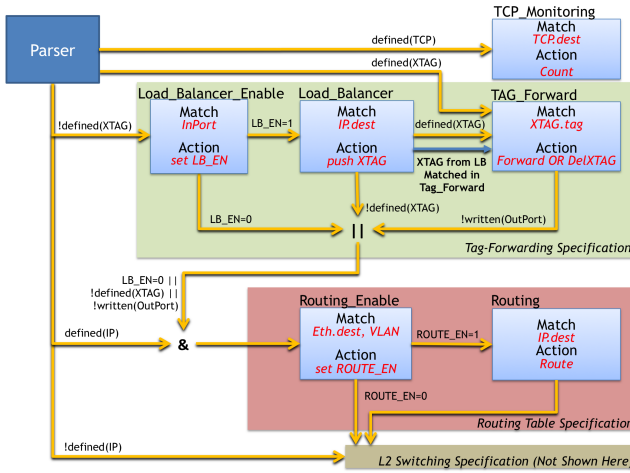 TCP_Monitoring
Parser
defined(TCP)
Match
TCP.dest
Action
Count
defined(XTAG)
Load_Balancer_Enable
Load_Balancer
TAG_Forward
!defined(XTAG)
Match
InPort
Action
set LB_EN
LB_EN=1
Match
IP.dest
Action
push XTAG
defined(XTAG)
XTAG from LB
Matched in
Tag_Forward
Match
XTAG.tag
Action
Forward OR DelXTAG
LB_EN=0
!defined(XTAG)
!written(OutPort)
||
Tag-Forwarding Specification
LB_EN=0 ||
!defined(XTAG) ||
!written(OutPort)
defined(IP)
&
Routing_Enable
Routing
Match
Eth.dest, VLAN
Action
set ROUTE_EN
ROUTE_EN=1
Match
IP.dest
Action
Route
ROUTE_EN=0
Routing Table Specification
!defined(IP)
L2 Switching Specification (Not Shown Here)